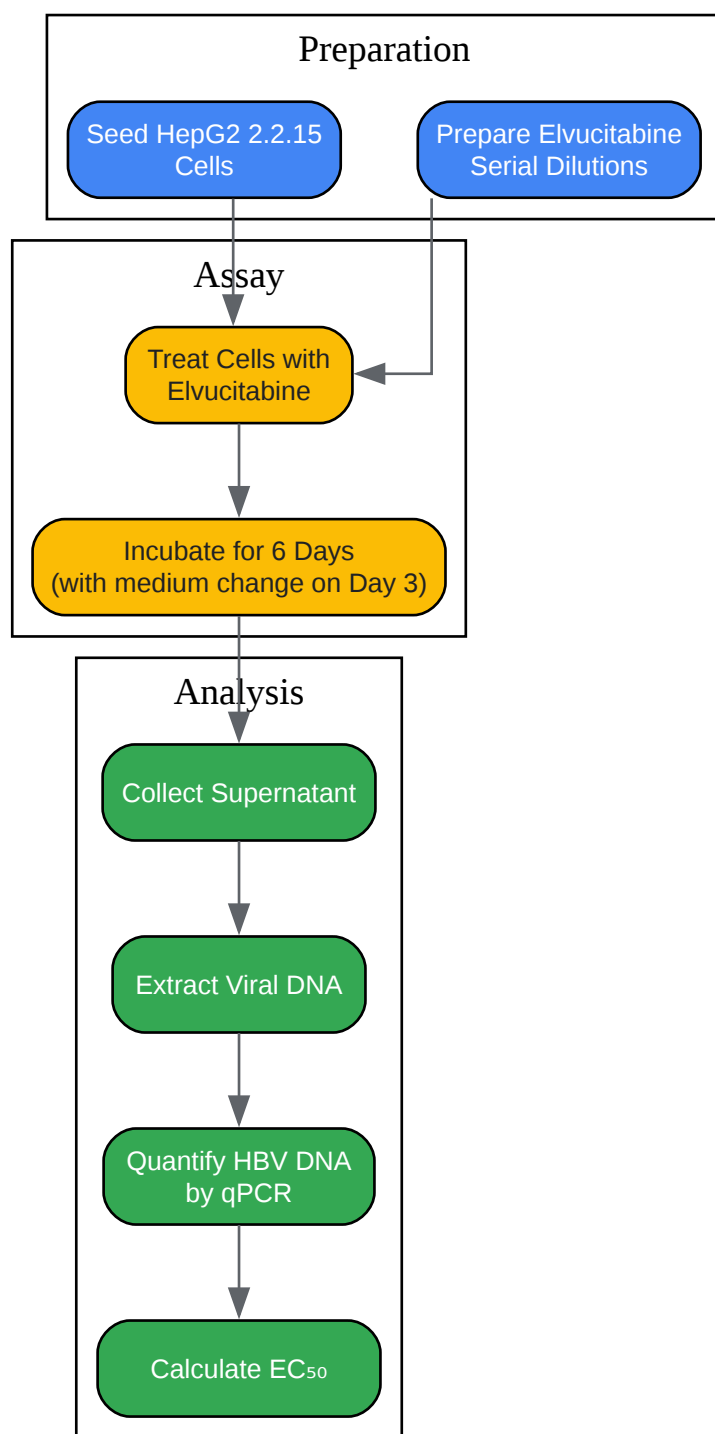 Preparation
Seed HepG2 2.2.15
Cells
Prepare Elvucitabine
Serial Dilutions
Assay
Treat Cells with
Elvucitabine
Incubate for 6 Days
(with medium change on Day 3)
Analysis
Collect Supernatant
Extract Viral DNA
Quantify HBV DNA
by qPCR
Calculate EC₅₀